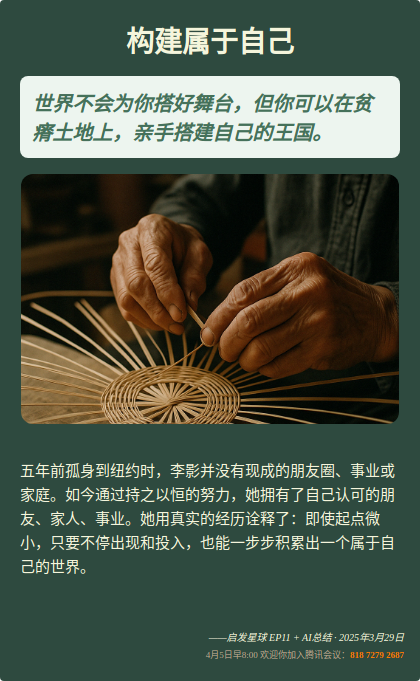 构建属于自己
世界不会为你搭好舞台，但你可以在贫
瘠土地上，亲手搭建自己的王国。
五年前孤身到纽约时，李影并没有现成的朋友圈、事业或
家庭。如今通过持之以恒的努力，她拥有了自己认可的朋
友、家人、事业。她用真实的经历诠释了：即使起点微
小，只要不停出现和投入，也能一步步积累出一个属于自
己的世界。
——启发星球 EP11 + AI总结 · 2025年3月29日
4月5日早8:00 欢迎你加入腾讯会议：818 7279 2687